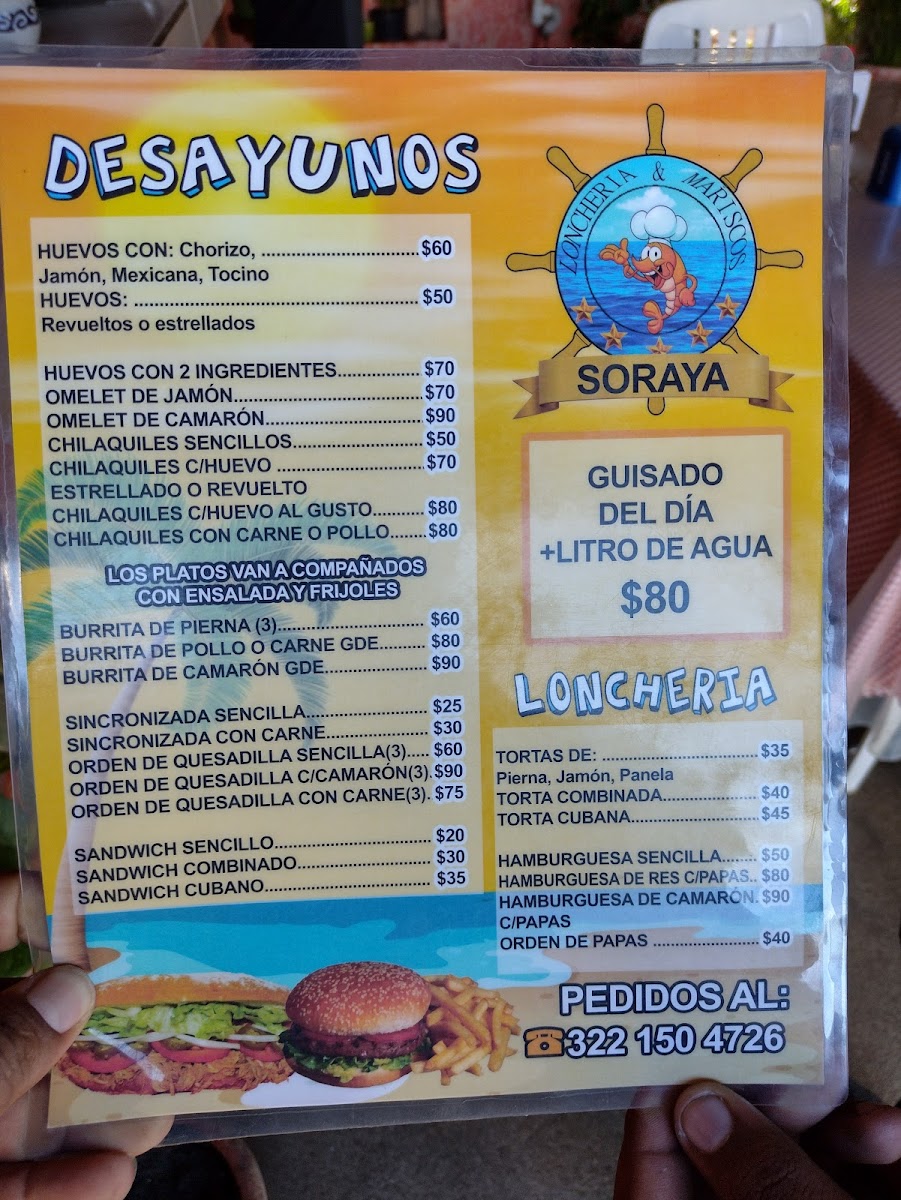 DESAYUNOS
HUEVOS CON: Chorizo, ..............................$60
Jamón, Mexicana, Tocino
HUEVOS: ......................................................$50
Revueltos o estrellados
HUEVOS CON 2 INGREDIENTES................$70
OMELET DE JAMÓN....................................$70
OMELET DE CAMARÓN..............................$90
CHILAQUILES SENCILLOS.........................$50
CHILAQUILES C/HUEVO ............................$70
ESTRELLADO O REVUELTO
CHILAQUILES C/HUEVO AL GUSTO..........$80
CHILAQUILES CON CARNE O POLLO.......$80
LOS PLATOS VAN A COMPAÑADOS
CON ENSALADA Y FRIJOLES
BURRITA DE PIERNA (3)............................$60
BURRITA DE POLLO O CARNE GDE.........$80
BURRITA DE CAMARÓN GDE...................$90
SINCRONIZADA SENCILLA.......................$25
SINCRONIZADA CON CARNE....................$30
ORDEN DE QUESADILLA SENCILLA(3)....$60
ORDEN DE QUESADILLA C/CAMARÓN(3).$90
ORDEN DE QUESADILLA CON CARNE(3).$75
SANDWICH SENCILLO...............................$20
SANDWICH COMBINADO..........................$30
SANDWICH CUBANO................................ $35
LONCHERIA & MARISCOS
SORAYA
GUISADO
DEL DÍA
+LITRO DE AGUA
$80
LONCHERIA
TORTAS DE: ..............................$35
Pierna, Jamón, Panela
TORTA COMBINADA..................$40
TORTA CUBANA.........................$45
HAMBURGUESA SENCILLA.......$50
HAMBURGUESA DE RES C/PAPAS..$80
HAMBURGUESA DE CAMARÓN.$90
C/PAPAS
ORDEN DE PAPAS .......................$40
PEDIDOS AL:
☎322 150 4726